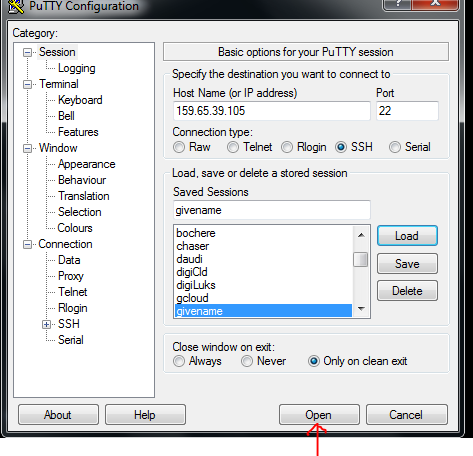 PuTTY Configuration
Category:
Session
Logging
Terminal
Keyboard
Bell
Features
Window
Appearance
Behaviour
Translation
Selection
Colours
Connection
Data
Proxy
Telnet
Rlogin
SSH
Serial
Basic options for your PuTTY session
Specify the destination you want to connect to
Host Name (or IP address) Port
159.65.39.105 22
Connection type:
Raw Telnet Rlogin SSH Serial
Load, save or delete a stored session
Saved Sessions
givename
bochere
chaser
daudi
digiCld
digiLuks
gcloud
givename
Load
Save
Delete
Close window on exit:
Always Never Only on clean exit
About Help Open Cancel